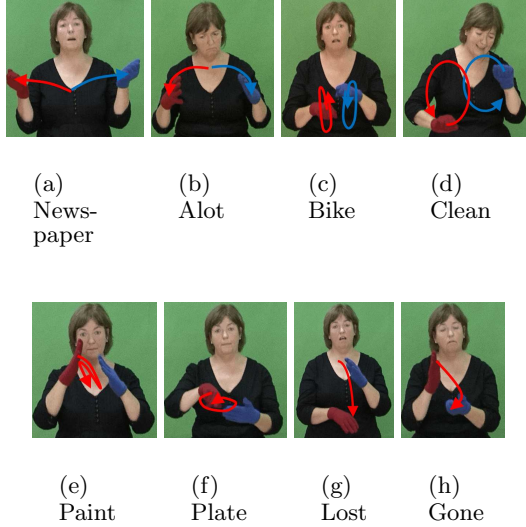 (a)
News-
paper
(b)
Alot
(c)
Bike
(d)
Clean
(e)
Paint
(f)
Plate
(g)
Lost
(h)
Gone